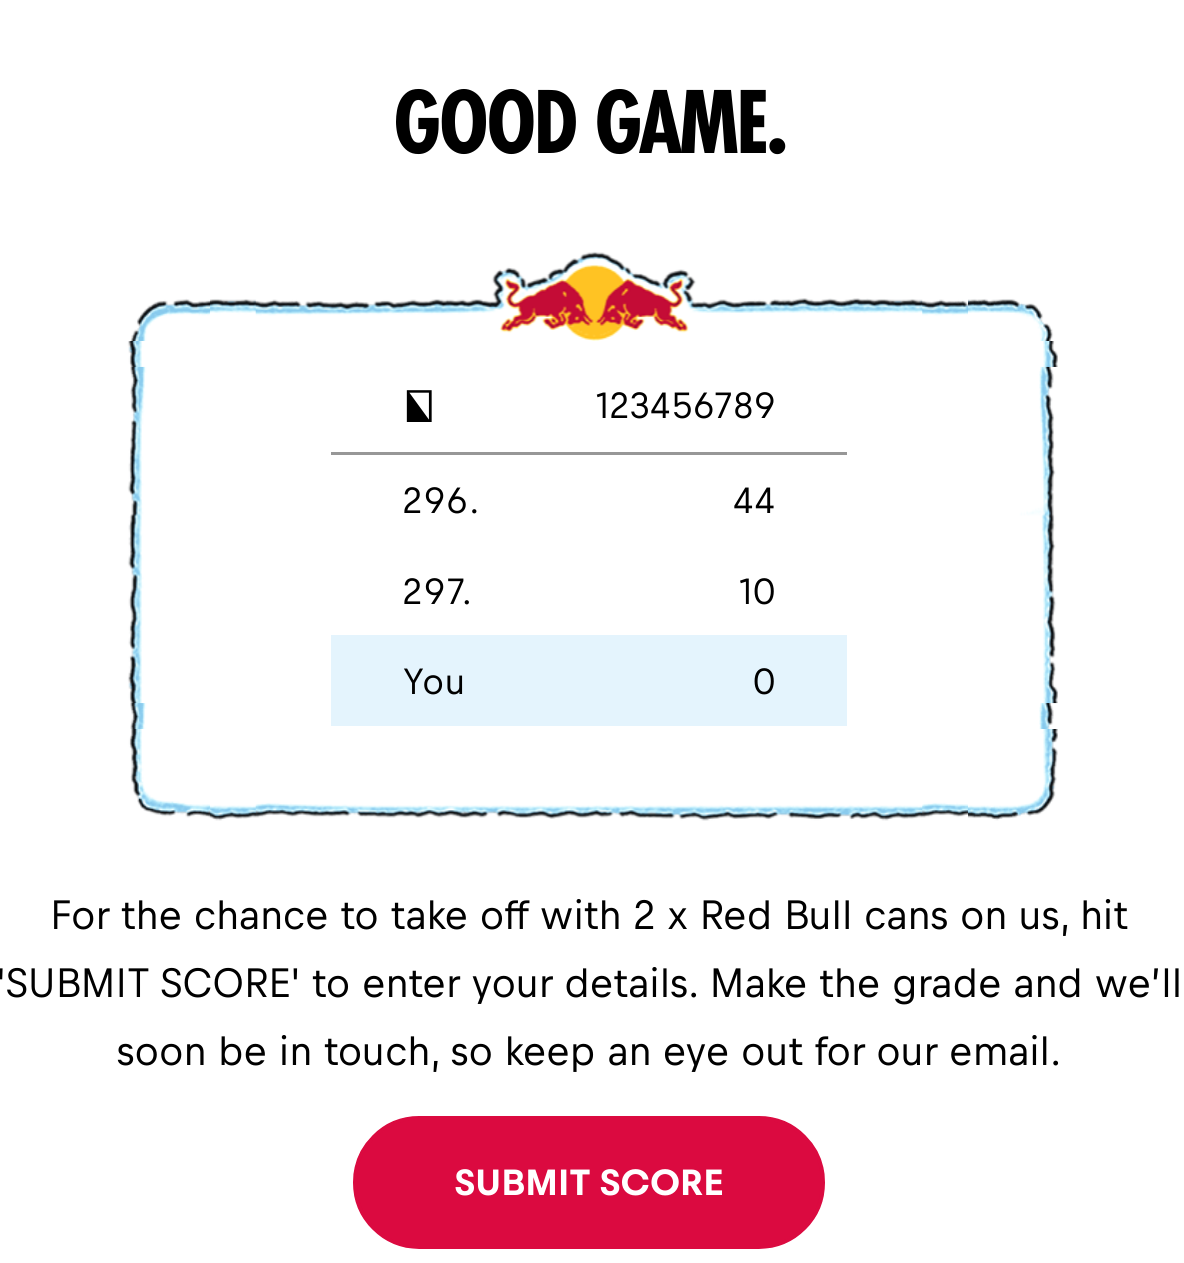 GOOD GAME.
123456789
296. 44
297. 10
You 0
For the chance to take off with 2 x Red Bull cans on us, hit
'SUBMIT SCORE' to enter your details. Make the grade and we’ll
soon be in touch, so keep an eye out for our email.
SUBMIT SCORE